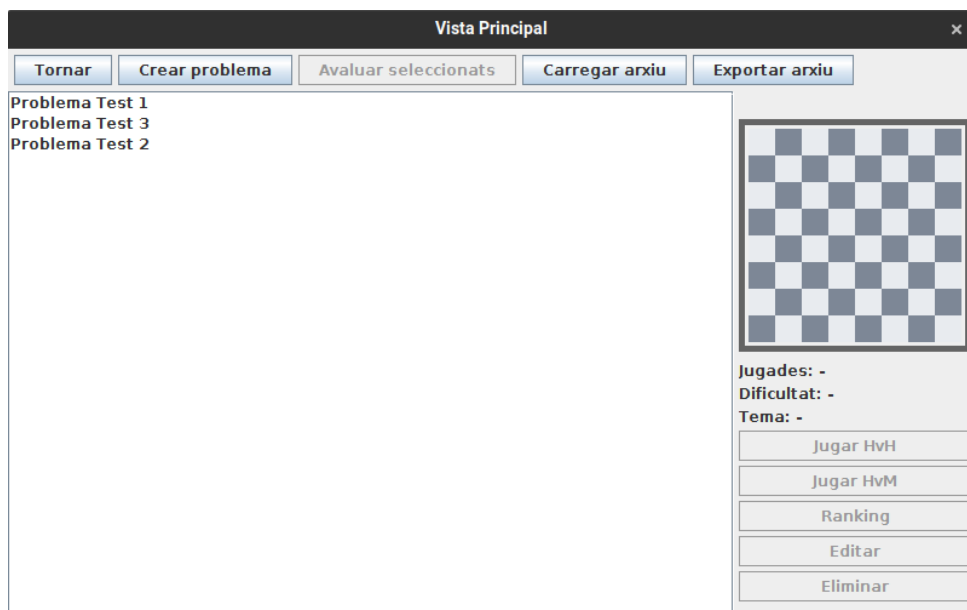 Vista Principal
Tornar Crear problema Avaluar seleccionats Carregar arxiu Exportar arxiu
Problema Test 1
Problema Test 3
Problema Test 2
Jugades: -
Dificultat: -
Tema: -
Jugar HvH
Jugar HvM
Ranking
Editar
Eliminar